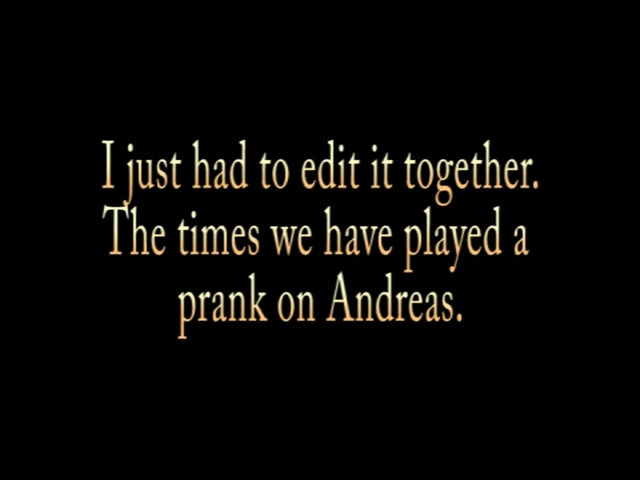 I just had to edit it together.
The times we have played a
prank on Andreas.